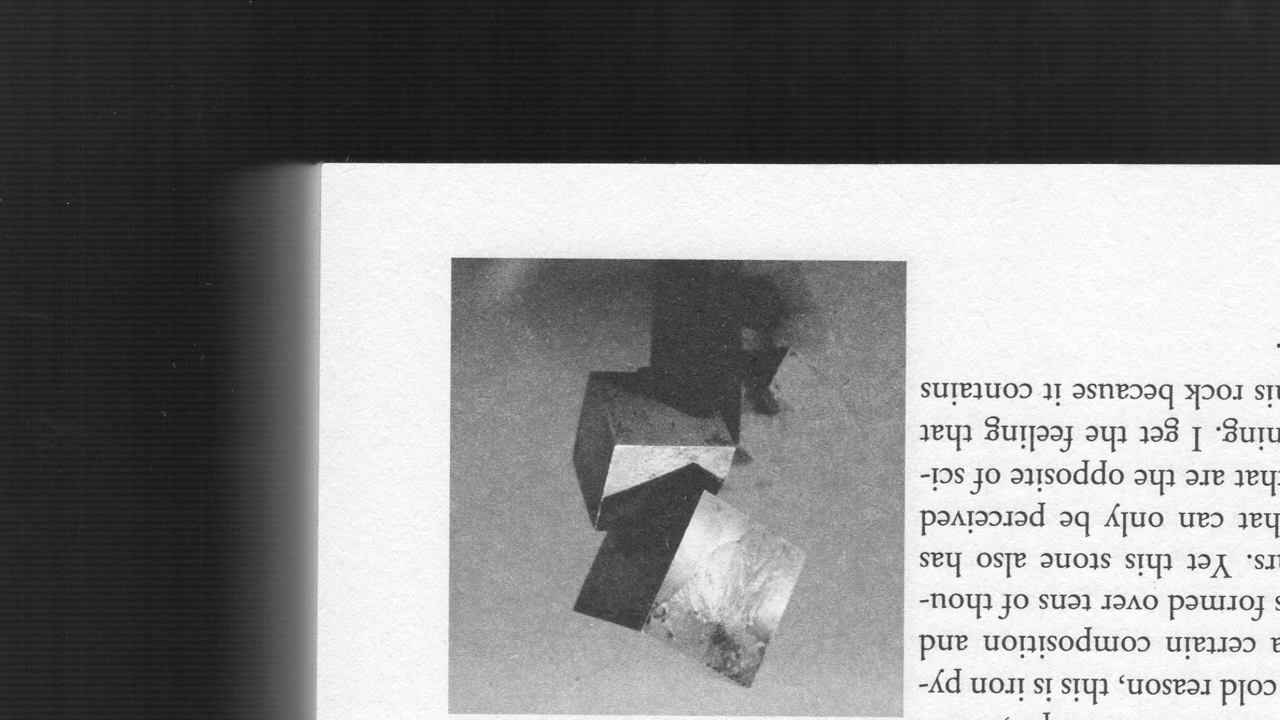 cold reason, this is iron py-
a certain composition and
s formed over tens of thou-
rs. Yet this stone also has
hat can only be perceived
hat are the opposite of sci-
ning. I get the feeling that
his rock because it contains